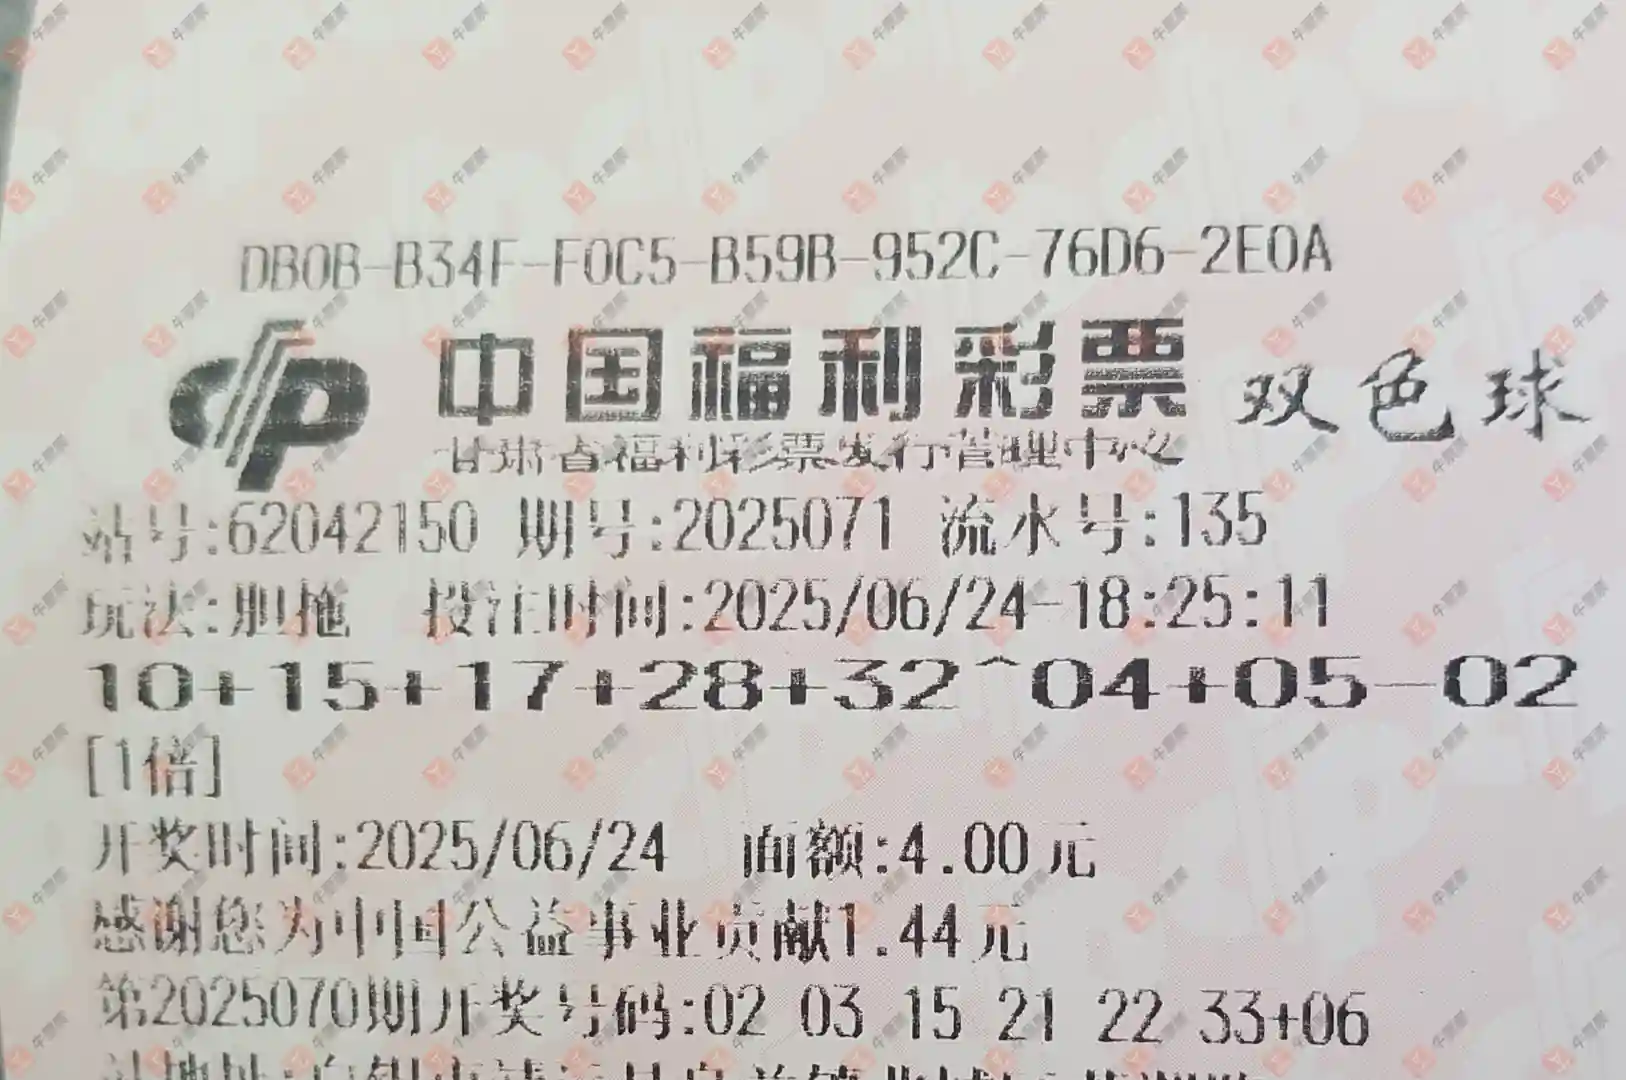 DB0B-B34F-F0C5-B59B-952C-76D6-2E0A
中国福利彩票 双色球
甘肃省福利彩票发行管理中心
站号:62042150 期号:2025071 流水号:135
玩法:胆拖 投注时间:2025/06/24-18:25:11
10+15+17+28+32^04+05-02
[1倍]
开奖时间:2025/06/24 面额:4.00元
感谢您为中国公益事业贡献1.44元
第2025070期开奖号码:02 03 15 21 22 33+06